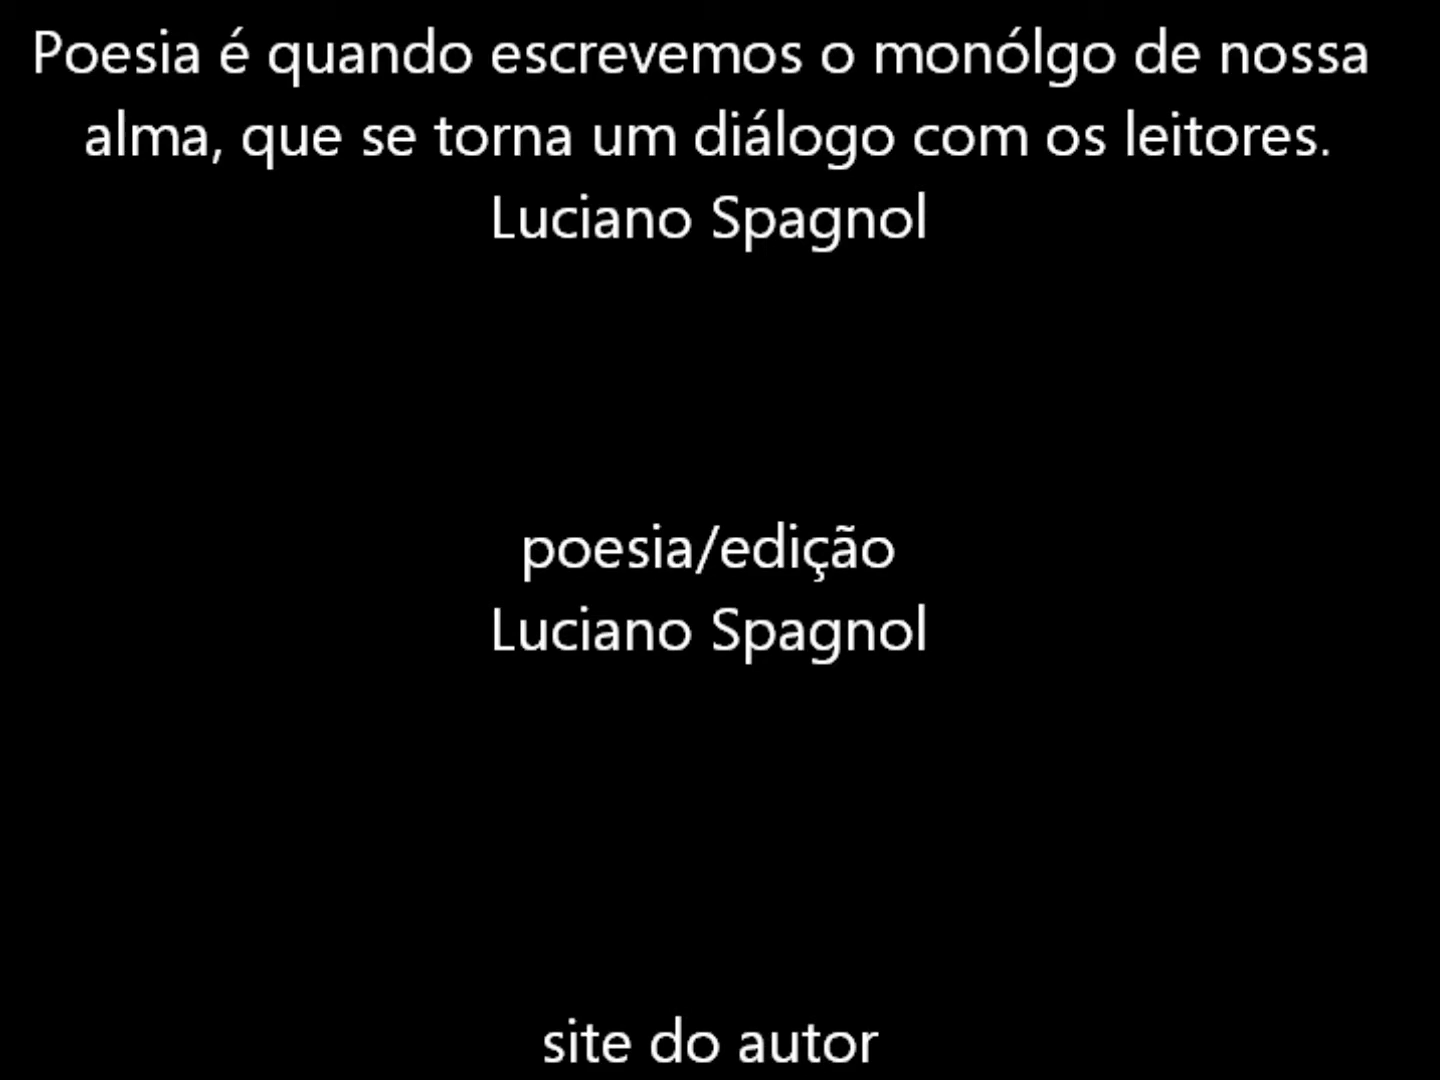 Poesia é quando escrevemos o monólgo de nossa
alma, que se torna um diálogo com os leitores.
Luciano Spagnol
poesia/edição
Luciano Spagnol
site do autor